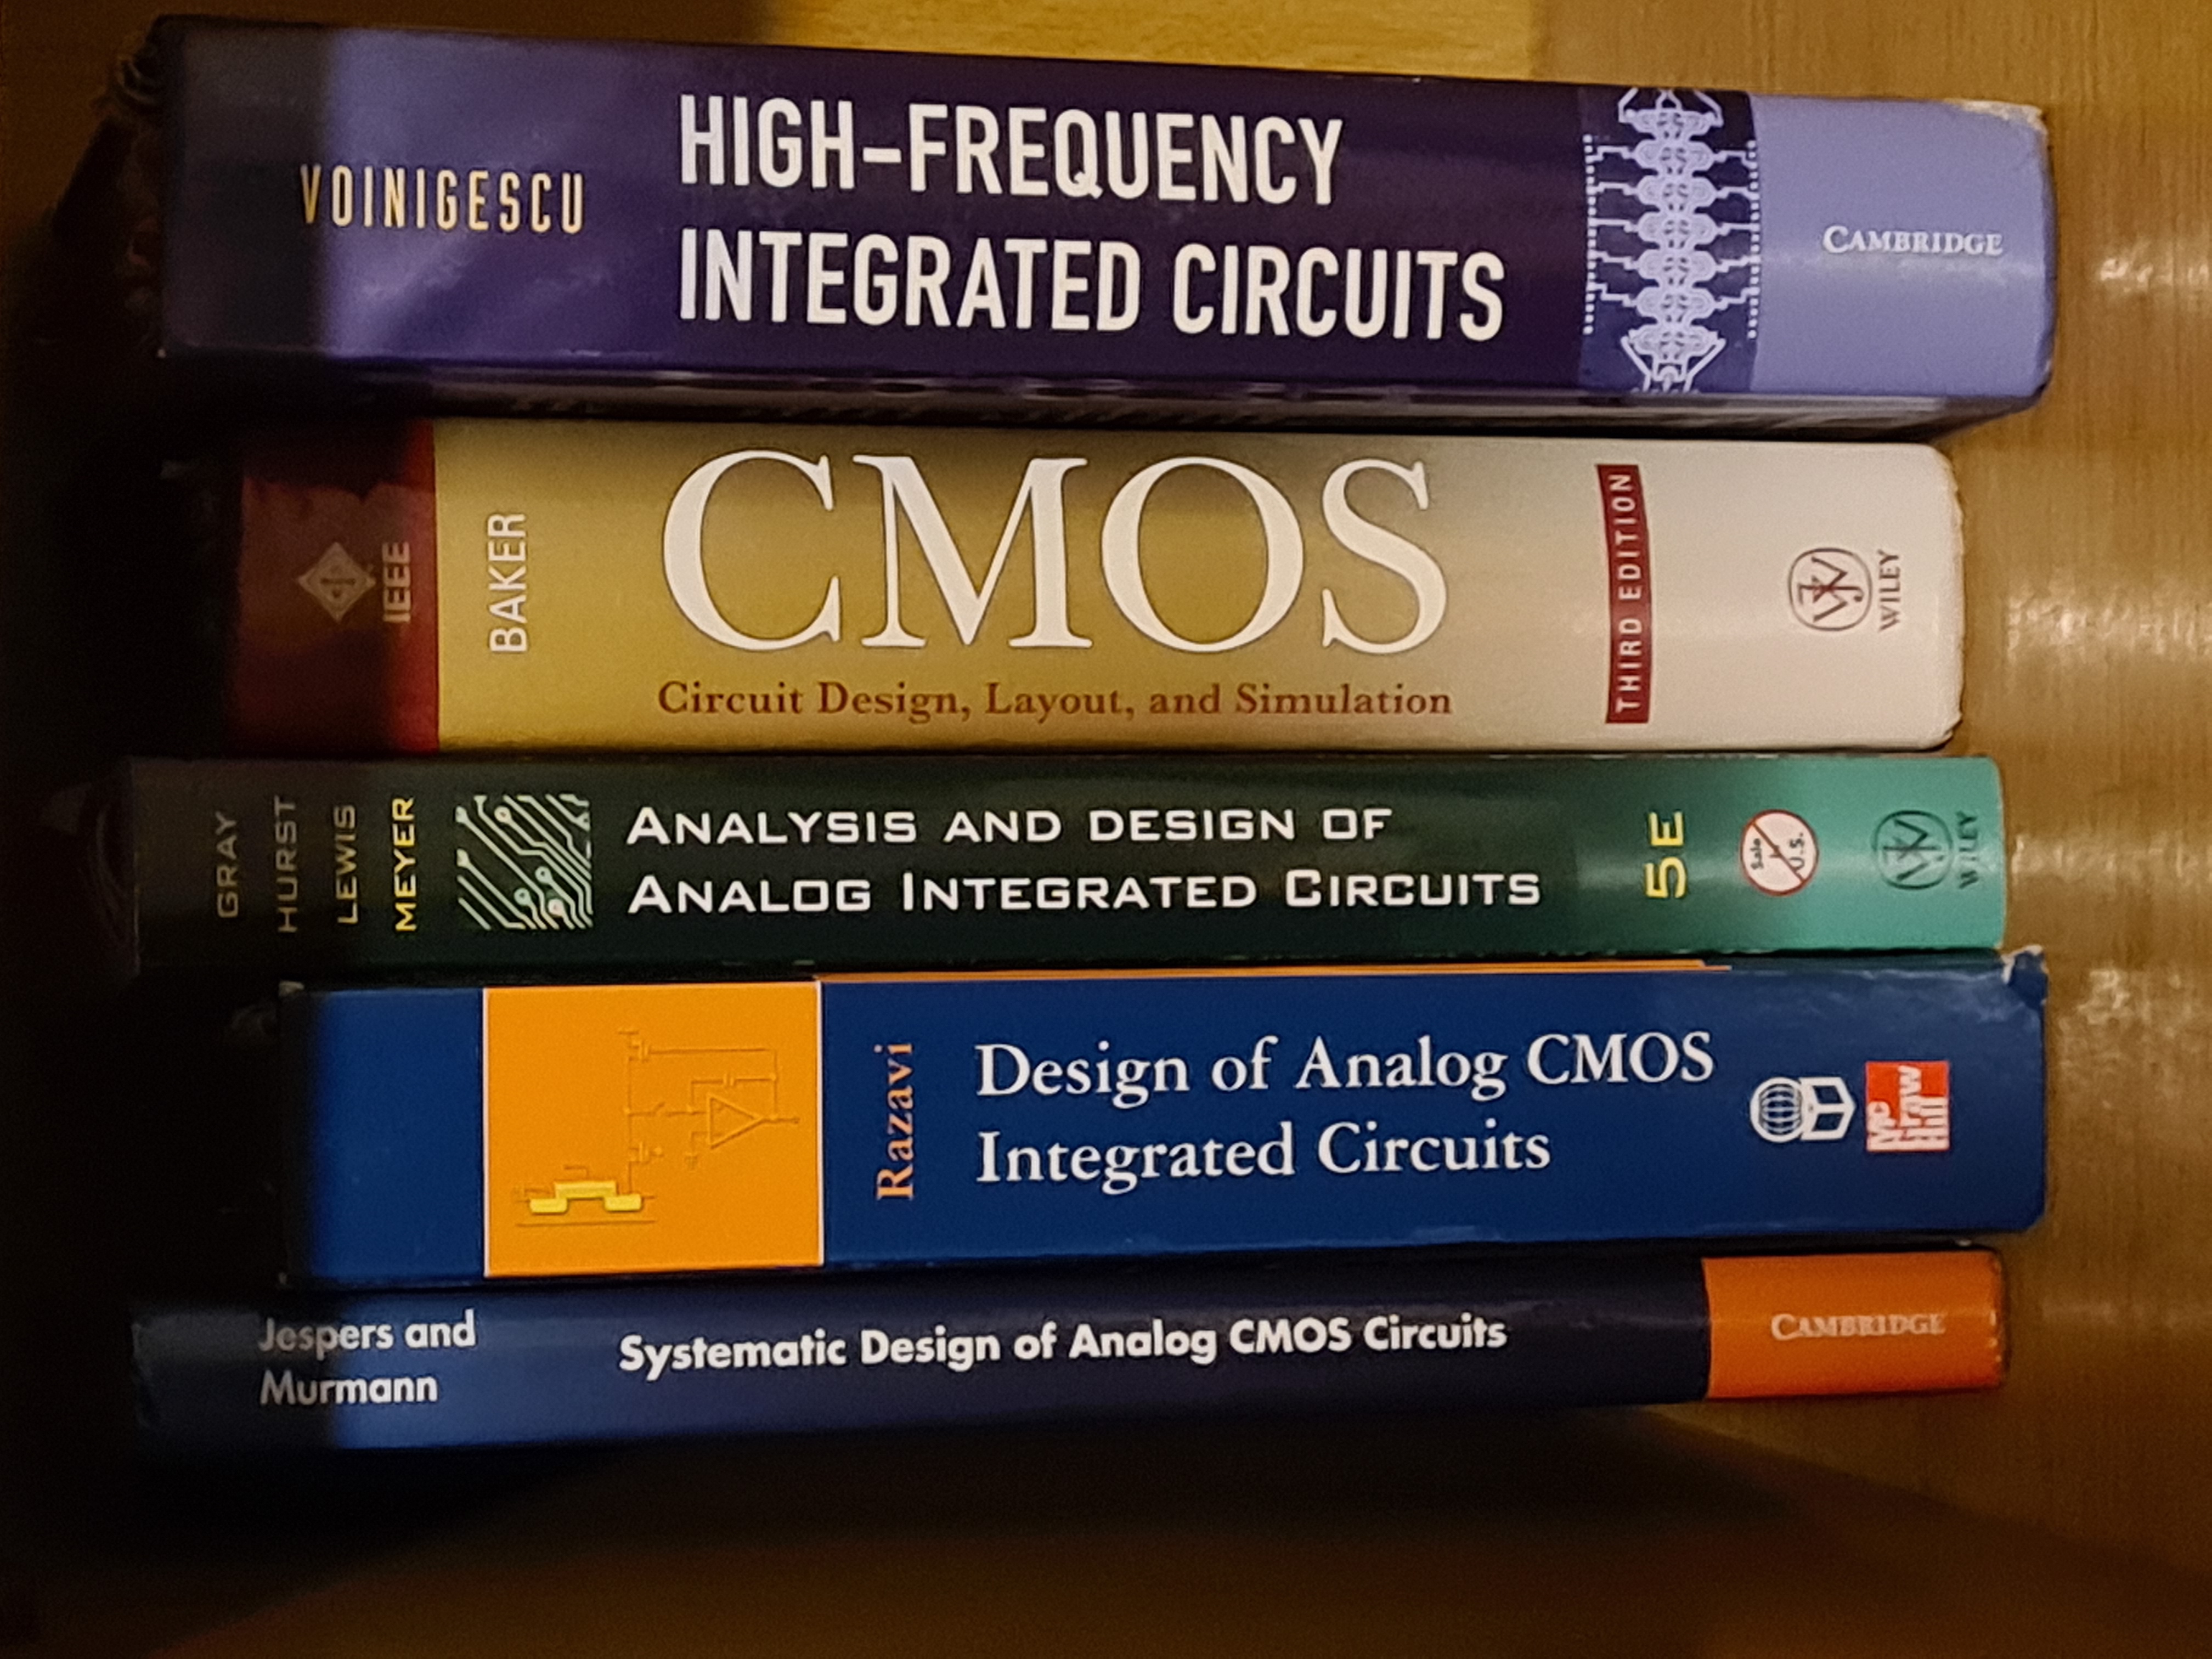 Jespers and
Murmann
Systematic Design of Analog CMOS Circuits
CAMBRIDGE
Razavi
Design of Analog CMOS
Integrated Circuits
Mc
Graw
Hill
GRAY
HURST
LEWIS
MEYER
ANALYSIS AND DESIGN OF
ANALOG INTEGRATED CIRCUITS
5E
Sale
in
U.S.
WILEY
IEEE
BAKER
CMOS
Circuit Design, Layout, and Simulation
THIRD EDITION
WILEY
VOINIGESCU
HIGH-FREQUENCY
INTEGRATED CIRCUITS
CAMBRIDGE